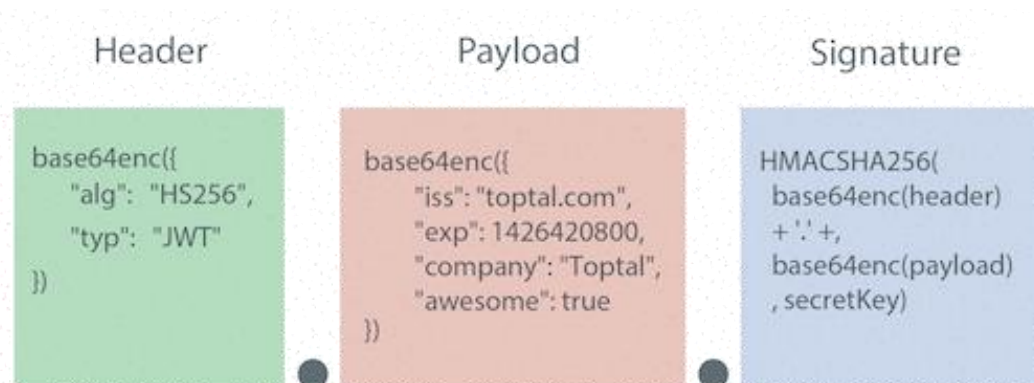 Header
base64enc({
"alg": "HS256",
"typ": "JWT"
})
Payload
base64enc({
"iss": "toptal.com",
"exp": 1426420800,
"company": "Toptal",
"awesome": true
})
Signature
HMACSHA256(
base64enc(header)
+ '.' +,
base64enc(payload)
, secretKey)